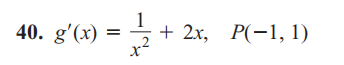 40. g'(x) = 1/x² + 2x, P(−1, 1)